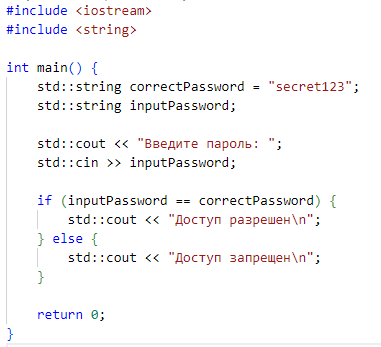 #include <iostream>
#include <string>
int main() {
std::string correctPassword = "secret123";
std::string inputPassword;
std::cout << "Введите пароль: ";
std::cin >> inputPassword;
if (inputPassword == correctPassword) {
std::cout << "Доступ разрешен\n";
} else {
std::cout << "Доступ запрещен\n";
}
return 0;
}